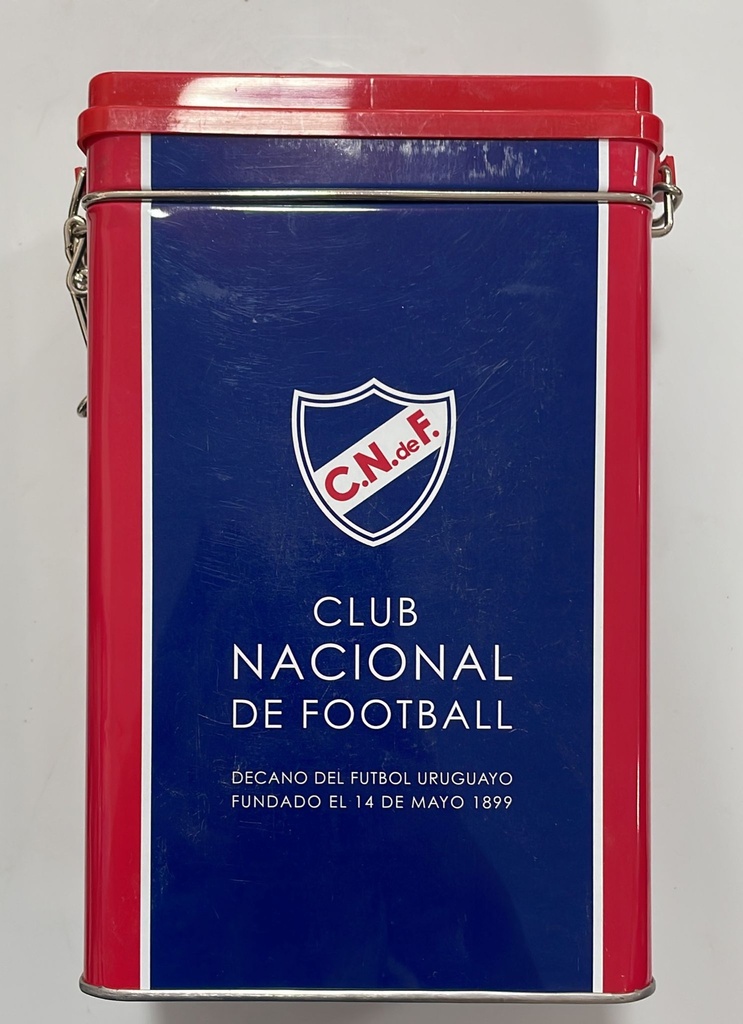 C.N.deF.
CLUB
NACIONAL
DE FOOTBALL
DECANO DEL FUTBOL URUGUAYO
FUNDADO EL 14 DE MAYO 1899